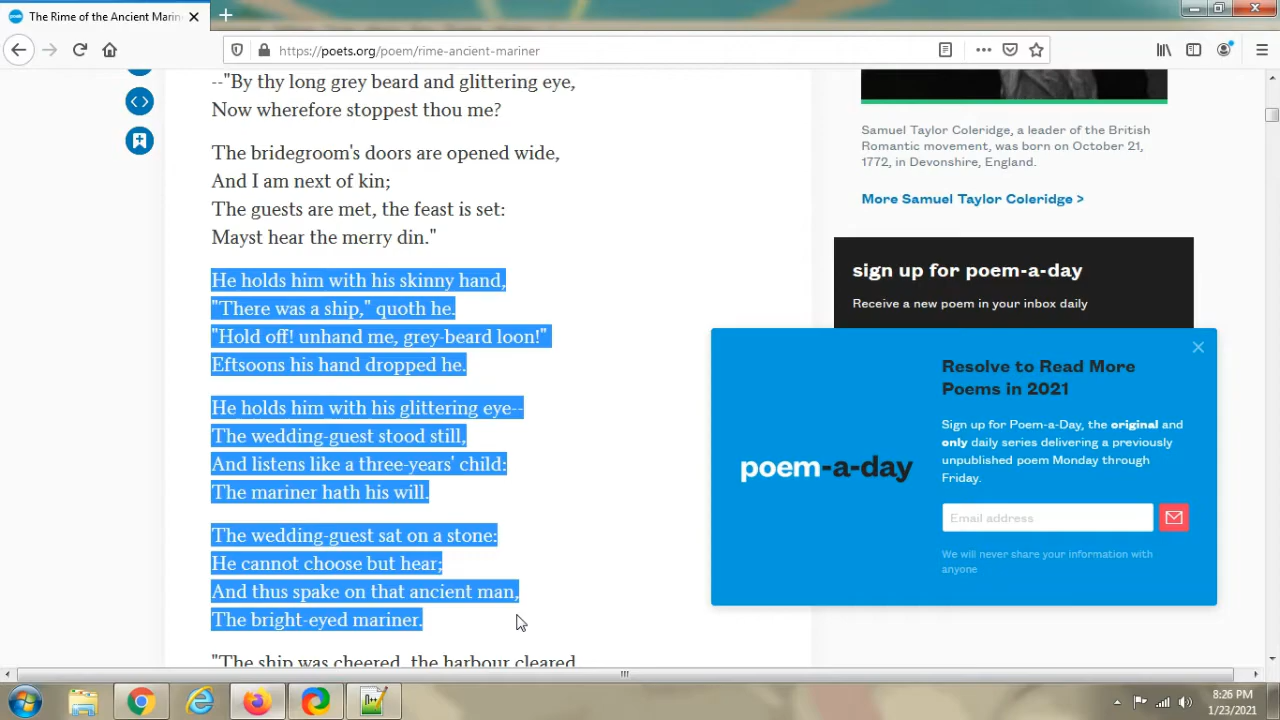 The Rime of the Ancient Marin
https://poets.org/poem/rime-ancient-mariner
--"By thy long grey beard and glittering eye,
Now wherefore stoppest thou me?
The bridegroom's doors are opened wide,
And I am next of kin;
The guests are met, the feast is set:
Mayst hear the merry din."
He holds him with his skinny hand,
"There was a ship," quoth he.
"Hold off! unhand me, grey-beard loon!"
Eftsoons his hand dropped he.
He holds him with his glittering eye--
The wedding-guest stood still,
And listens like a three-years' child:
The mariner hath his will.
The wedding-guest sat on a stone:
He cannot choose but hear;
And thus spake on that ancient man,
The bright-eyed mariner.
"The ship was cheered, the harbour cleared
Samuel Taylor Coleridge, a leader of the British
Romantic movement, was born on October 21,
1772, in Devonshire, England.
More Samuel Taylor Coleridge >
sign up for poem-a-day
Receive a new poem in your inbox daily
poem-a-day
Resolve to Read More
Poems in 2021
Sign up for Poem-a-Day, the original and
only daily series delivering a previously
unpublished poem Monday through
Friday.
Email address
We will never share your information with
anyone
8:26 PM
1/23/2021